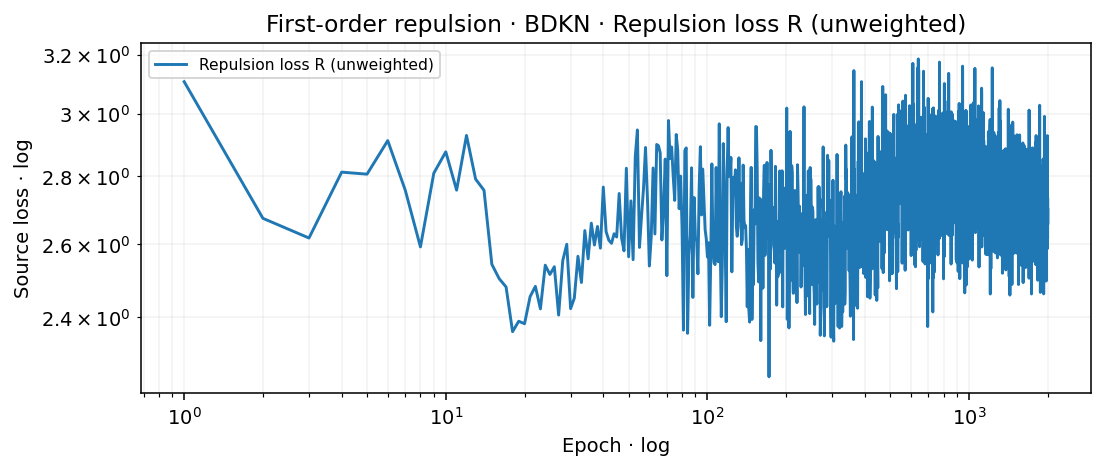 First-order repulsion · BDKN · Repulsion loss R (unweighted)
Repulsion loss R (unweighted)
Source loss · log
3.2 × 10⁰
3 × 10⁰
2.8 × 10⁰
2.6 × 10⁰
2.4 × 10⁰
10⁰ 10¹ 10² 10³
Epoch · log